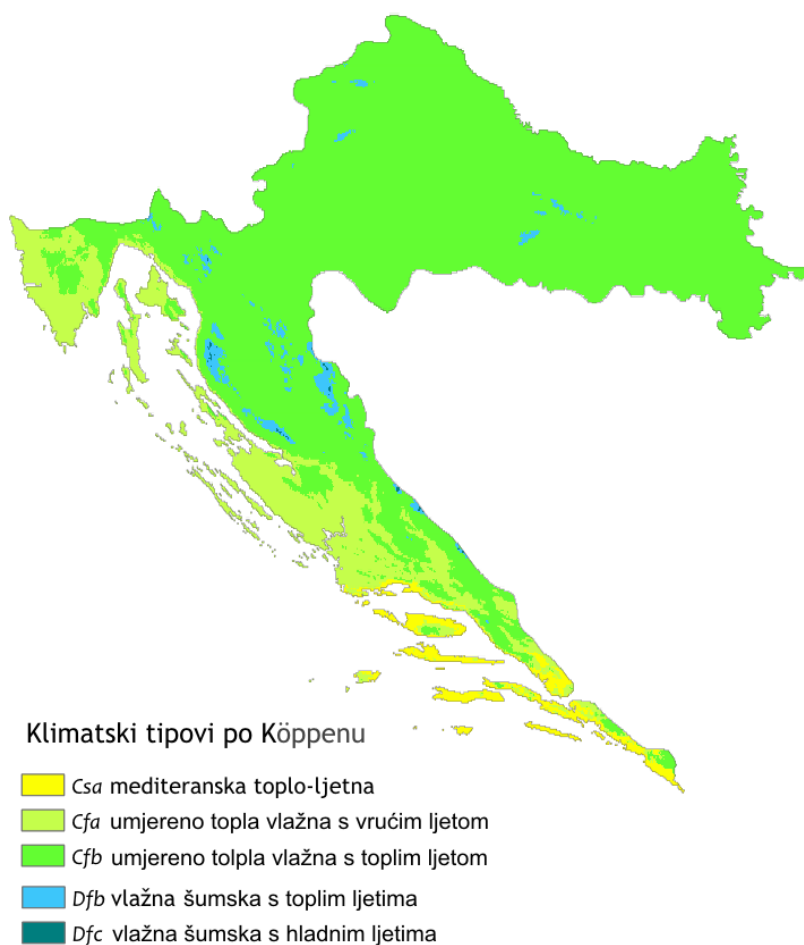 Klimatski tipovi po Köppenu
Csa mediteranska toplo-ljetna
Cfa umjereno topla vlažna s vrućim ljetom
Cfb umjereno tolpla vlažna s toplim ljetom
Dfb vlažna šumska s toplim ljetima
Dfc vlažna šumska s hladnim ljetima